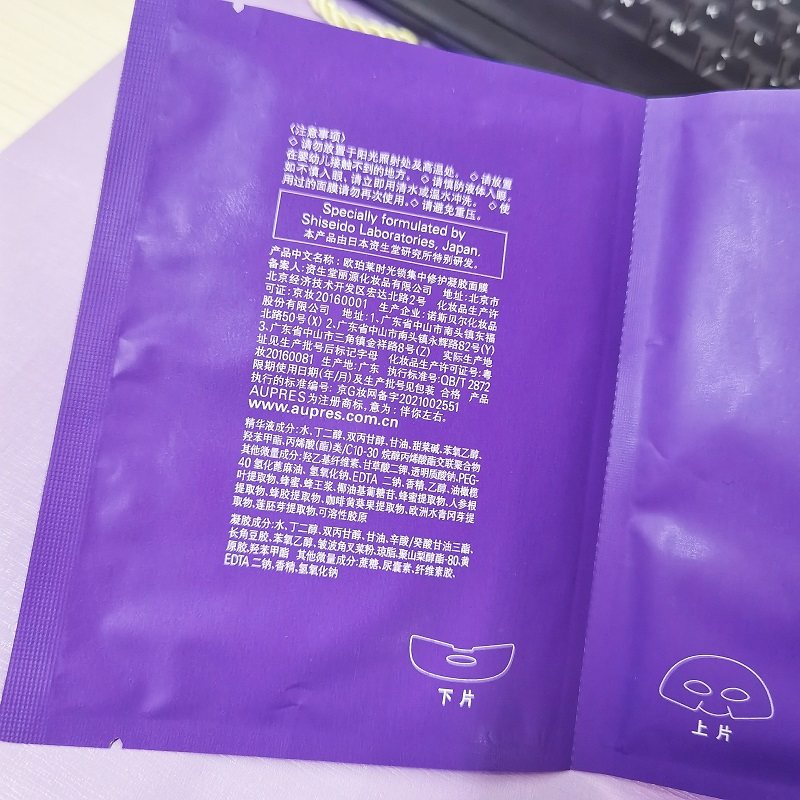 〈注意事项〉
◇ 请勿放置于阳光照射处及高温处。 ◇ 请放置
在婴幼儿接触不到的地方。 ◇ 请慎防液体入眼,
如不慎入眼、请立即用清水或温水冲洗。 ◇ 使
用过的面膜请勿再次使用。◇ 请避免重压。
Specially formulated by
Shiseido Laboratories, Japan.
本产品由日本资生堂研究所特别研发。
产品中文名称: 欧珀莱时光锁集中修护凝胶面膜
备案人: 资生堂丽源化妆品有限公司 地址: 北京市
北京经济技术开发区宏达北路2号 化妆品生产许
可证: 京妆20160001 生产企业: 诺斯贝尔化妆品
股份有限公司 地址: 1、广东省中山市南头镇东福
北路50号(X) 2、广东省中山市南头镇永辉路82号(Y)
3、广东省中山市三角镇金祥路8号(Z) 实际生产地
址见生产批号后标记字母 化妆品生产许可证号: 粤
妆20160081 生产地: 广东 执行标准号: QB/T 2872
限期使用日期(年/月)及生产批号见包装 合格 产品
执行的标准编号: 京G妆网备字2021002551
AUPRES 为注册商标, 意为: 伴你左右。
www.aupres.com.cn
精华液成分: 水、丁二醇、双丙甘醇、甘油、甜菜碱、苯氧乙醇、
羟苯甲酯、丙烯酸(酯)类/C10-30 烷醇丙烯酸酯交联聚合物
其他微量成分: 羟乙基纤维素、甘草酸二钾、透明质酸钠、PEG-
40 氢化蓖麻油、氢氧化钠、EDTA 二钠、香精、乙醇、油橄榄
叶提取物、蜂蜜、蜂王浆、椰油基葡糖苷、蜂蜜提取物、人参根
提取物、蜂胶提取物、咖啡黄葵果提取物、欧洲水青冈芽提
取物、莲胚芽提取物、可溶性胶原
凝胶成分: 水、丁二醇、双丙甘醇、甘油、辛酸/癸酸甘油三酯、
长角豆胶、苯氧乙醇、皱波角叉菜粉、琼脂、聚山梨醇酯-80、黄
原胶、羟苯甲酯 其他微量成分: 蔗糖、尿囊素、纤维素胶、
EDTA 二钠、香精、氢氧化钠
下片
上片